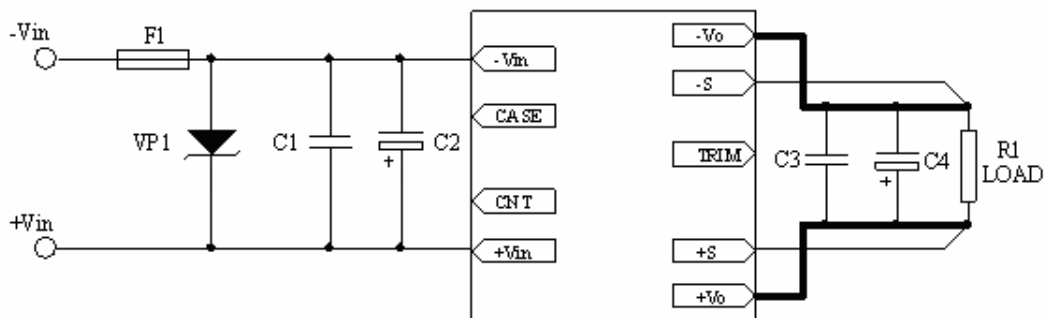 -Vin
F1
VP1
C1
C2
+
+Vin
-Vin
CASE
CNT
+Vin
-Vo
-S
TRIM
+S
+Vo
C3
C4
+
R1
LOAD